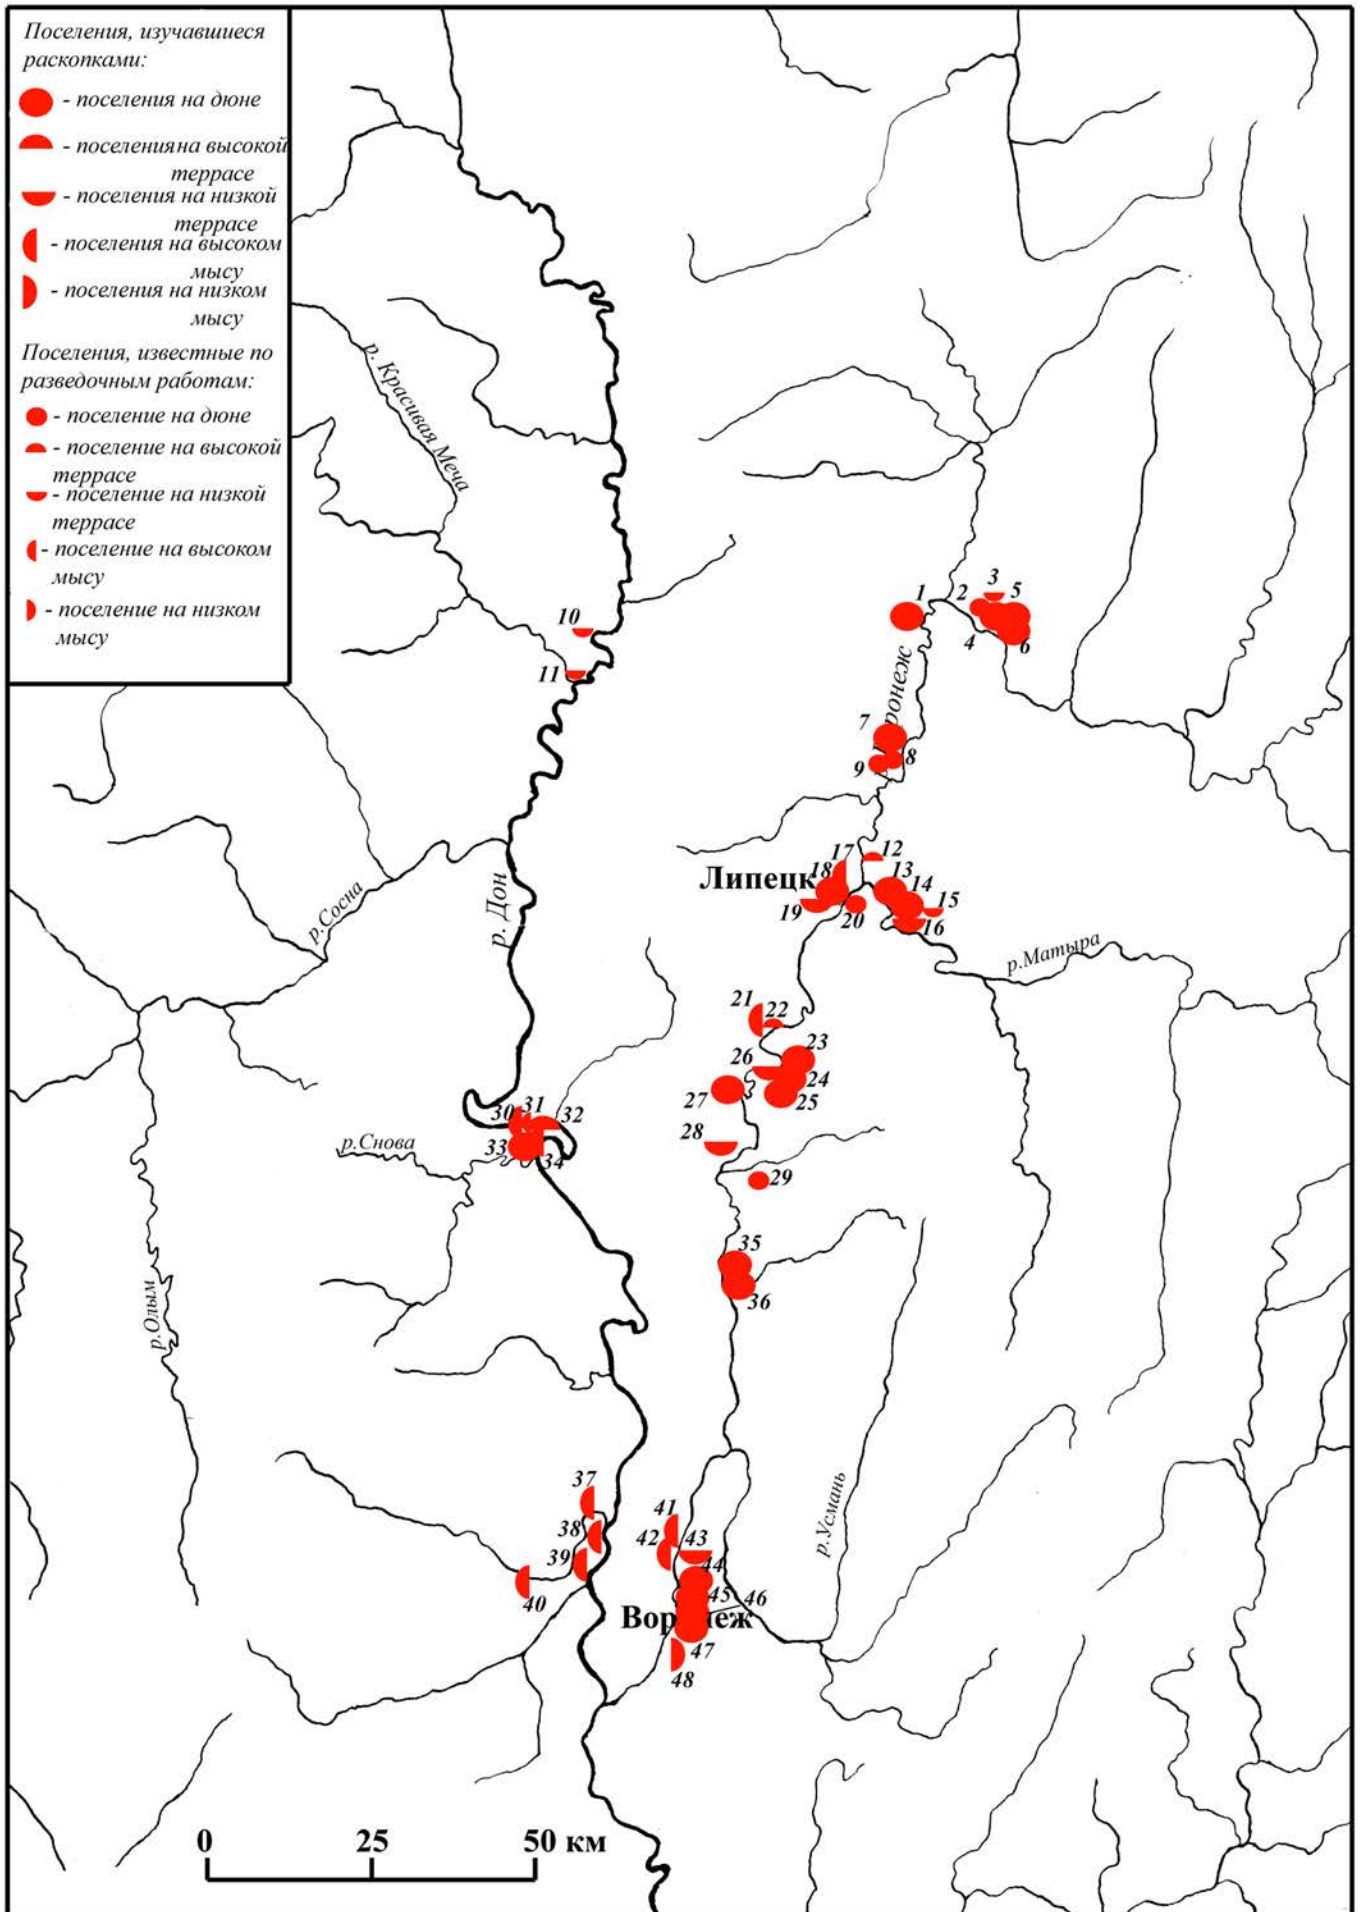 Поселения, изучавшиеся
раскопками:
- поселения на дюне
- поселения на высокой
террасе
- поселения на низкой
террасе
- поселения на высоком
мысу
- поселения на низком
мысу
Поселения, известные по
разведочным работам:
- поселение на дюне
- поселение на высокой
террасе
- поселение на низкой
террасе
- поселение на высоком
мысу
- поселение на низком
мысу
р. Красивая Меча
1
2
3
5
4
6
10
11
ронеж
7
8
9
р.Сосна
р. Дон
17
12
Липецк
18
13
14
15
19
20
16
р.Матыра
21
22
23
26
24
27
25
30
31
32
28
р.Снова
33
34
29
35
36
р.Олым
37
41
р.Усмань
38
42
43
39
44
40
45
46
Вор
неж
47
48
0
25
50 км